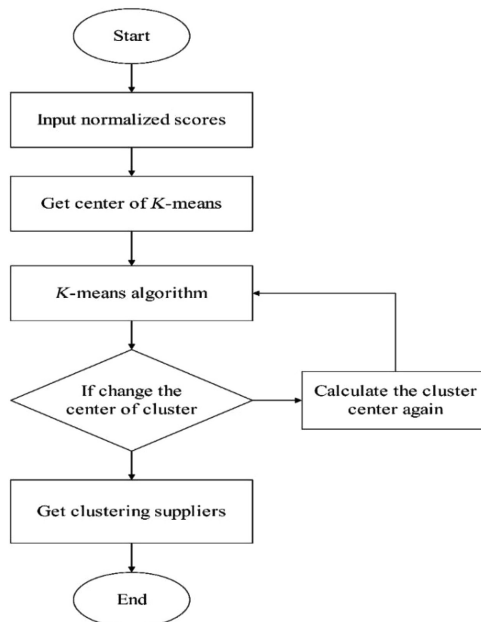 Start
Input normalized scores
Get center of K-means
K-means algorithm
If change the
center of cluster
Calculate the cluster
center again
Get clustering suppliers
End